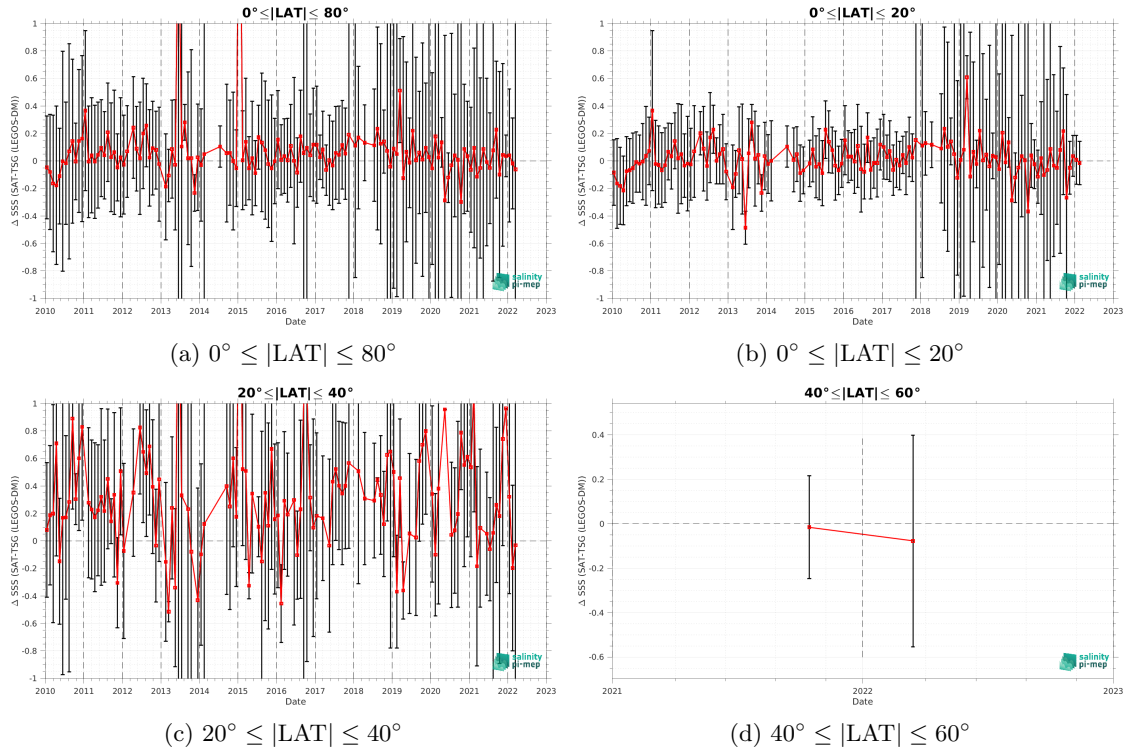 0°≤|LAT|≤ 80°
Δ SSS (SAT-TSG (LEGOS-DM))
1
0.8
0.6
0.4
0.2
0
-0.2
-0.4
-0.6
-0.8
-1
2010 2011 2012 2013 2014 2015 2016 2017 2018 2019 2020 2021 2022 2023
Date
salinity
pi-mep
(a) 0° ≤ |LAT| ≤ 80°
0°≤|LAT|≤ 20°
Δ SSS (SAT-TSG (LEGOS-DM))
1
0.8
0.6
0.4
0.2
0
-0.2
-0.4
-0.6
-0.8
-1
2010 2011 2012 2013 2014 2015 2016 2017 2018 2019 2020 2021 2022 2023
Date
salinity
pi-mep
(b) 0° ≤ |LAT| ≤ 20°
20°≤|LAT|≤ 40°
Δ SSS (SAT-TSG (LEGOS-DM))
1
0.8
0.6
0.4
0.2
0
-0.2
-0.4
-0.6
-0.8
-1
2010 2011 2012 2013 2014 2015 2016 2017 2018 2019 2020 2021 2022 2023
Date
salinity
pi-mep
(c) 20° ≤ |LAT| ≤ 40°
40°≤|LAT|≤ 60°
Δ SSS (SAT-TSG (LEGOS-DM))
0.4
0.2
0
-0.2
-0.4
-0.6
2021 2022 2023
Date
salinity
pi-mep
(d) 40° ≤ |LAT| ≤ 60°